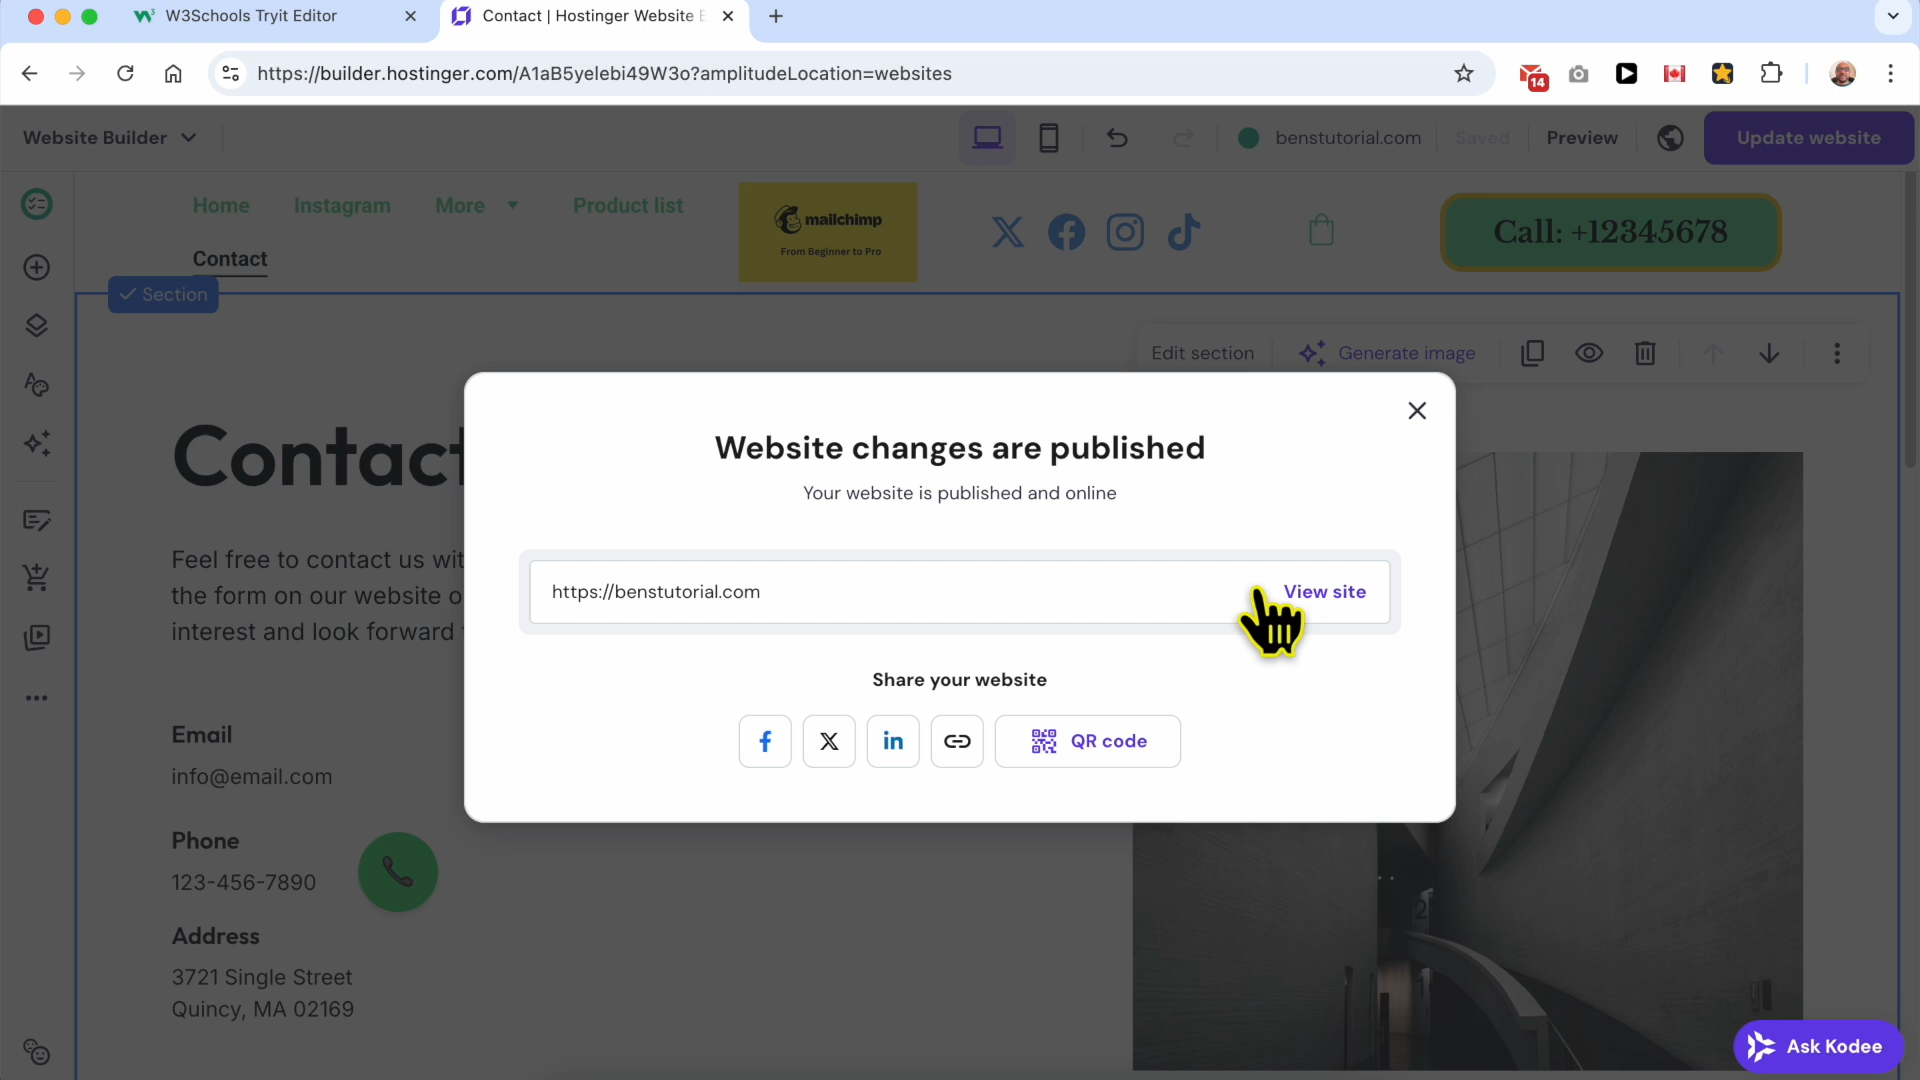 W3Schools Tryit Editor
Contact | Hostinger Website
https://builder.hostinger.com/A1aB5yelebi49W3o?amplitudeLocation=websites
14
Website Builder
benstutorial.com
Saved
Preview
Update website
Home
Instagram
More
Product list
mailchimp
From Beginner to Pro
Call: +12345678
Contact
Section
Edit section
Generate image
Contact
Website changes are published
Your website is published and online
https://benstutorial.com
View site
Share your website
QR code
Feel free to contact us wit
the form on our website o
interest and look forward
Email
info@email.com
Phone
123-456-7890
Address
3721 Single Street
Quincy, MA 02169
Ask Kodee